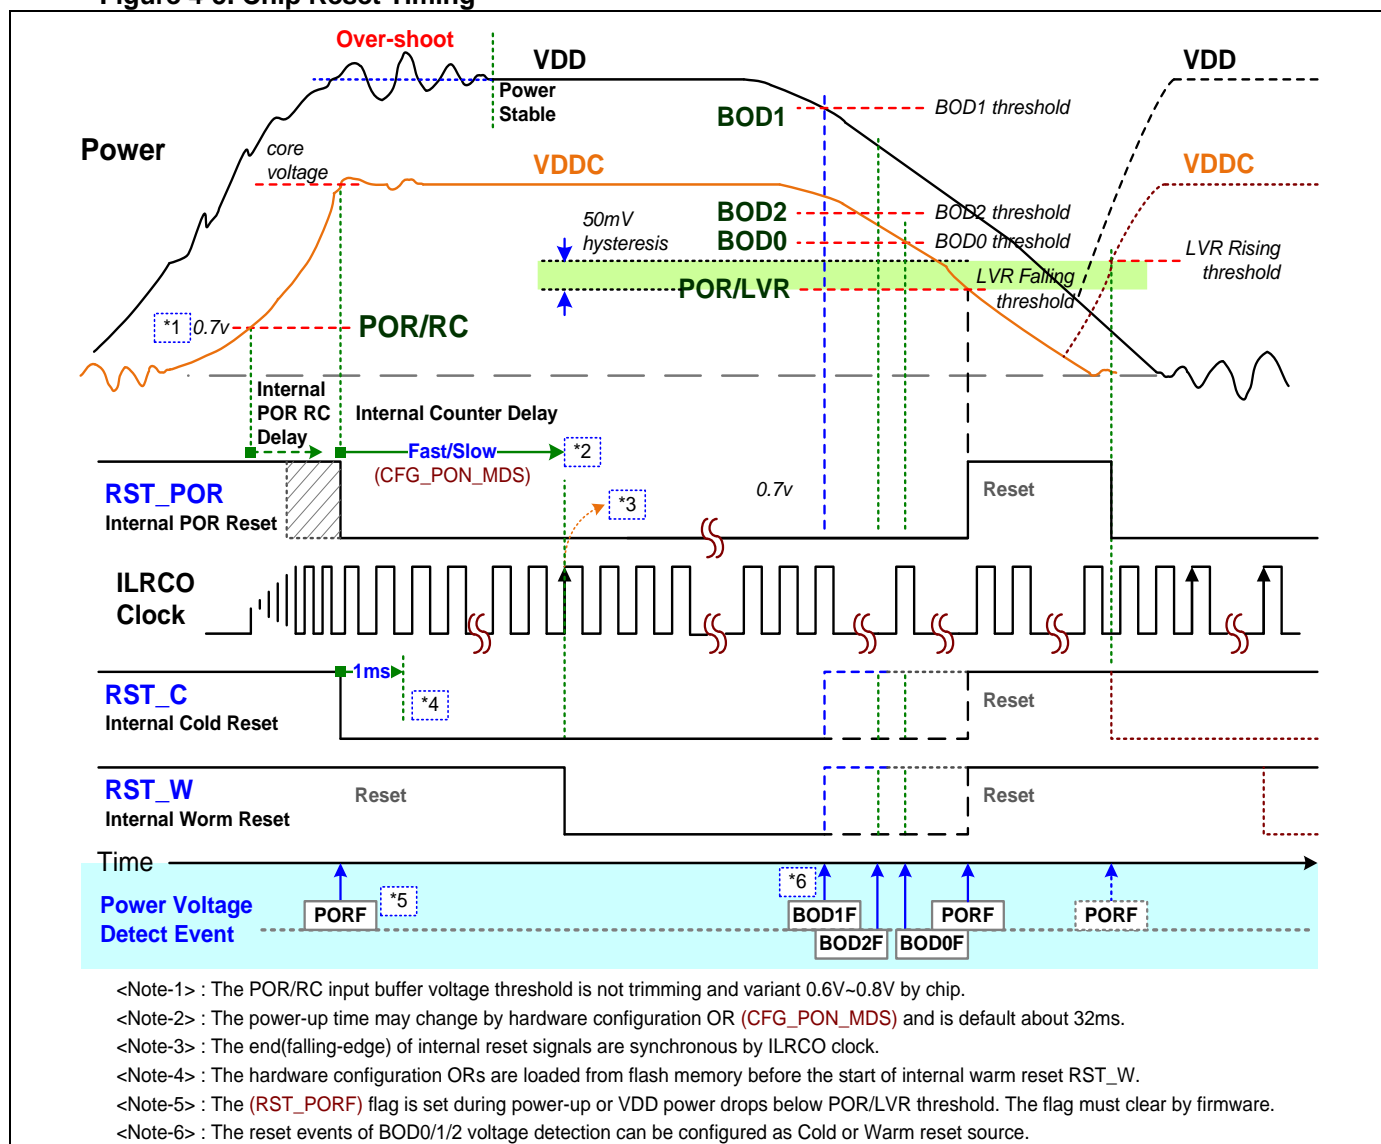 Figure 4-3. Chip Reset Timing
Over-shoot
VDD
VDD
Power
Stable
BOD1
BOD1 threshold
Power
core
voltage
VDDC
VDDC
BOD2
BOD2 threshold
50mV
hysteresis
BOD0
BOD0 threshold
LVR Rising
threshold
POR/LVR
LVR Falling
threshold
*1
0.7v
POR/RC
Internal
POR RC
Delay
Internal Counter Delay
Fast/Slow
*2
(CFG_PON_MDS)
RST_POR
Internal POR Reset
*3
0.7v
Reset
ILRCO
Clock
1ms
RST_C
*4
Reset
Internal Cold Reset
RST_W
Reset
Reset
Internal Worm Reset
Time
Power Voltage
Detect Event
PORF
*5
*6
BOD1F
BOD2F
BOD0F
PORF
PORF
<Note-1> : The POR/RC input buffer voltage threshold is not trimming and variant 0.6V~0.8V by chip.
<Note-2> : The power-up time may change by hardware configuration OR (CFG_PON_MDS) and is default about 32ms.
<Note-3> : The end(falling-edge) of internal reset signals are synchronous by ILRCO clock.
<Note-4> : The hardware configuration ORs are loaded from flash memory before the start of internal warm reset RST_W.
<Note-5> : The (RST_PORF) flag is set during power-up or VDD power drops below POR/LVR threshold. The flag must clear by firmware.
<Note-6> : The reset events of BOD0/1/2 voltage detection can be configured as Cold or Warm reset source.